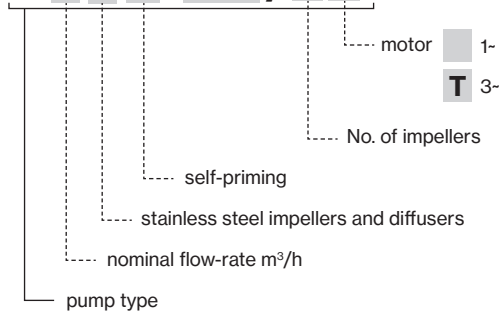 motor 1~
T 3~
No. of impellers
self-priming
stainless steel impellers and diffusers
nominal flow-rate m³/h
pump type